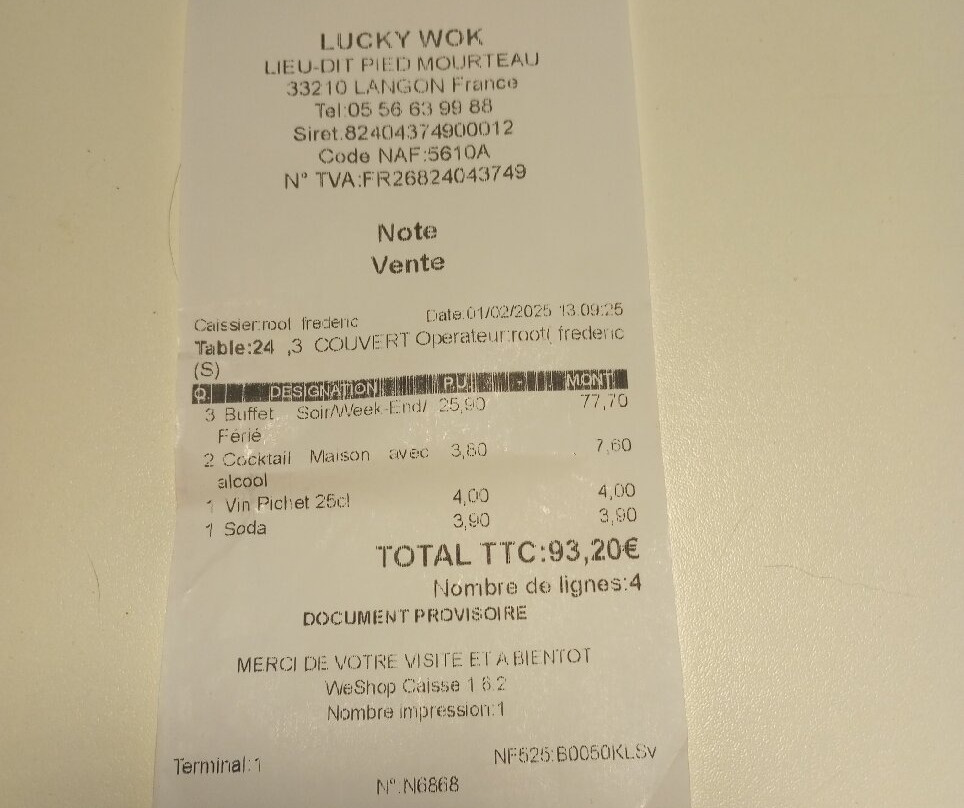 LUCKY WOK
LIEU-DIT PIED MOURTEAU
33210 LANGON France
Tel:05 56 63 99 88
Siret:82404374900012
Code NAF:5610A
N° TVA:FR26824043749
Note
Vente
Caissier:root frederic Date:01/02/2025 13:09:25
Table:24 ,3 COUVERT Operateur:root( frederic
(S)
Q. DESIGNATION P.U. MONT
3 Buffet Soir/Week-End/ 25,90 77,70
Férié
2 Cocktail Maison avec 3,80 7,60
alcool
1 Vin Pichet 25cl 4,00 4,00
1 Soda 3,90 3,90
TOTAL TTC:93,20€
Nombre de lignes:4
DOCUMENT PROVISOIRE
MERCI DE VOTRE VISITE ET A BIENTOT
WeShop Caisse 1.6.2
Nombre impression:1
Terminal:1 NF525:B0050KLSv
N°:N6868